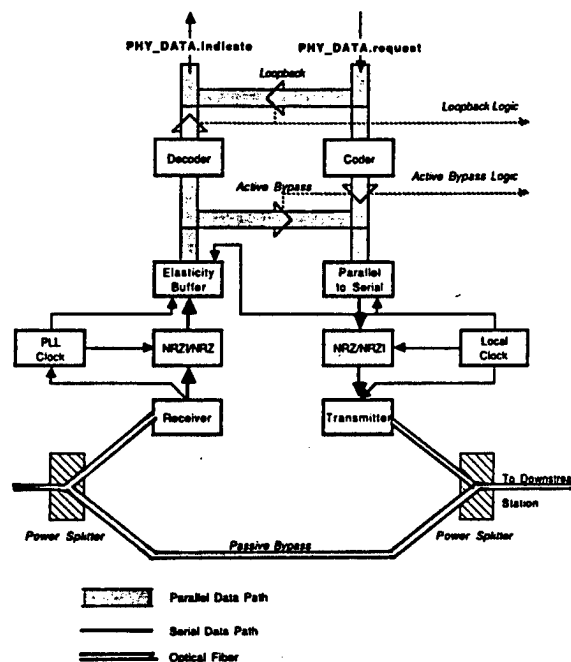 PHY_DATA.indicate
PHY_DATA.request
Loopback
Loopback Logic
Decoder
Coder
Active Bypass
Active Bypass Logic
Elasticity
Buffer
Parallel
to Serial
PLL
Clock
NRZI/NRZ
NRZ/NRZI
Local
Clock
Receiver
Transmitter
To Downstrea
Station
Power Splitter
Passive Bypass
Power Splitter
Parallel Data Path
Serial Data Path
Optical Fiber